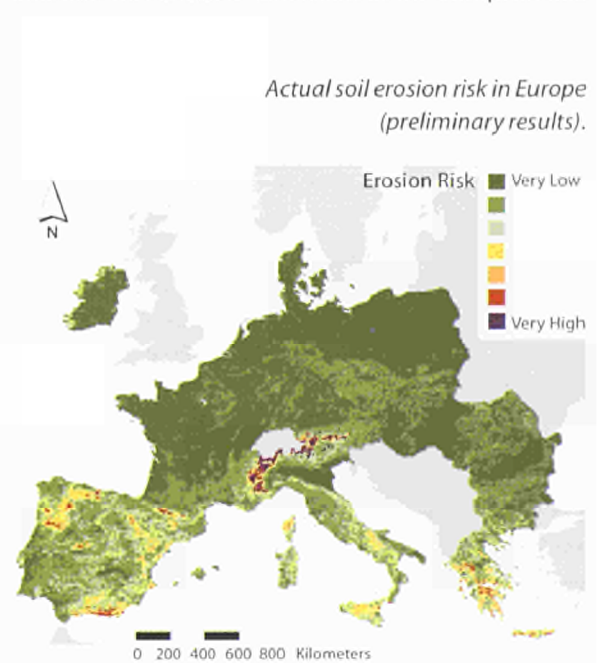 Actual soil erosion risk in Europe
(preliminary results).
Erosion Risk
Very Low
N
Very High
0 200 400 600 800 Kilometers